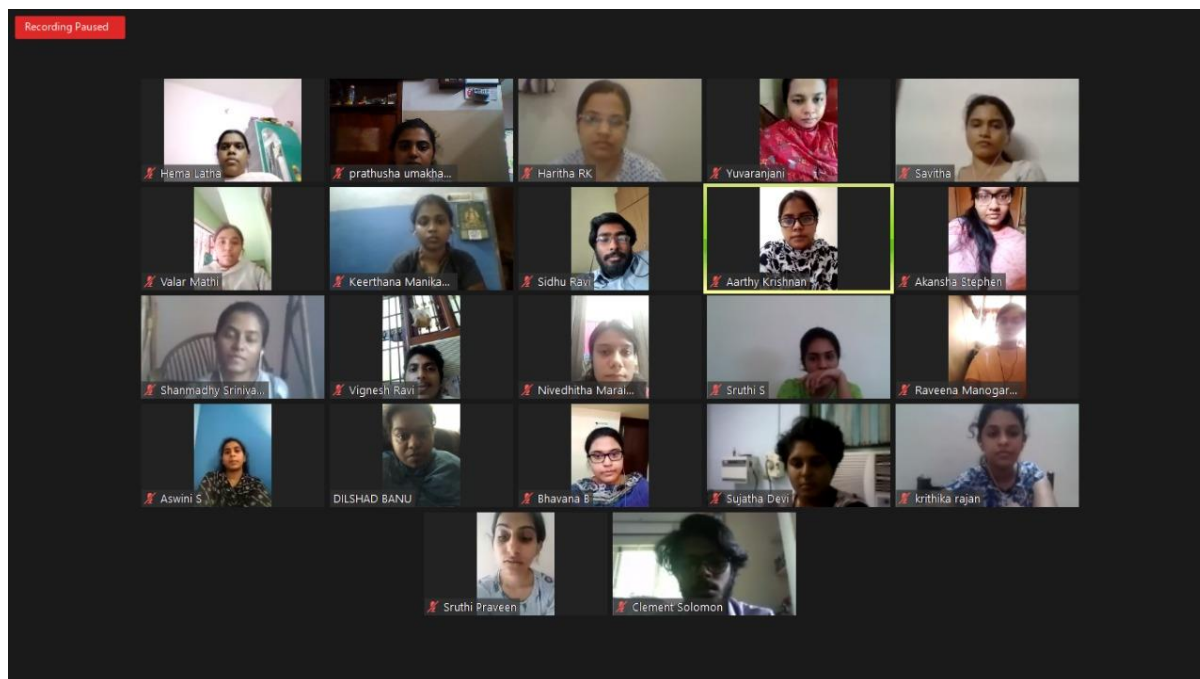 Recording Paused
Hema Latha
prathusha umakha...
Haritha RK
Yuvaranjani
Savitha
Valar Mathi
Keerthana Manika...
Sidhu Ravi
Aarthy Krishnan
Akansha Stephen
Shanmadhy Sriniva...
Vignesh Ravi
Nivedhitha Marai...
Sruthi S
Raveena Manogar...
Aswini S
DILSHAD BANU
Bhavana B
Sujatha Devi
krithika rajan
Sruthi Praveen
Clement Solomon